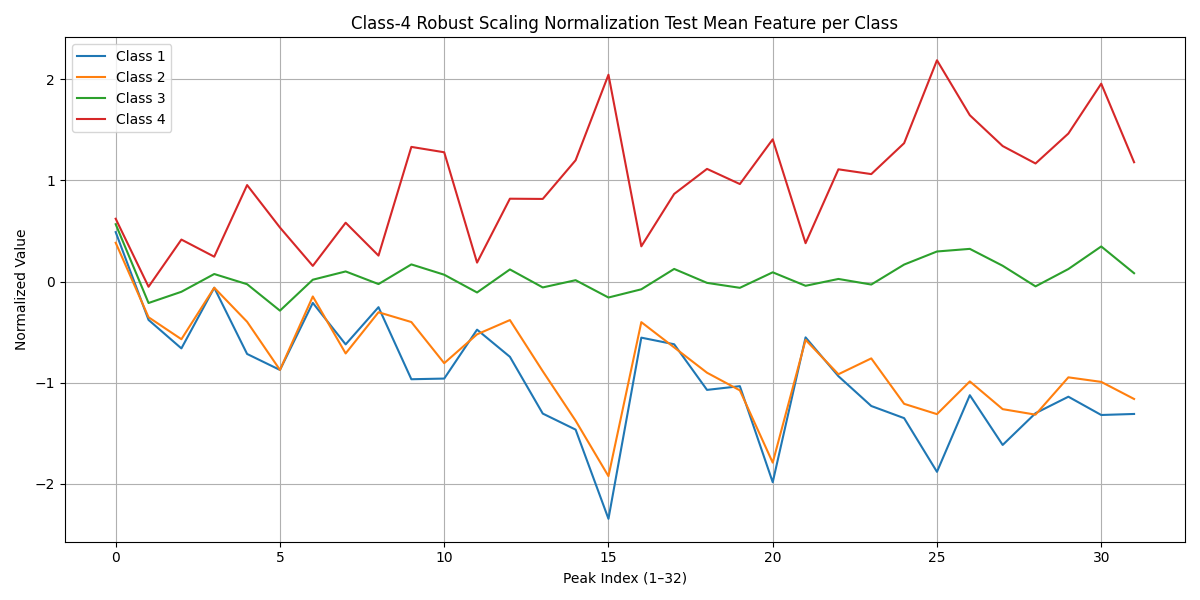 Class-4 Robust Scaling Normalization Test Mean Feature per Class
Class 1
Class 2
Class 3
Class 4
Normalized Value
2
1
0
−1
−2
0 5 10 15 20 25 30
Peak Index (1–32)